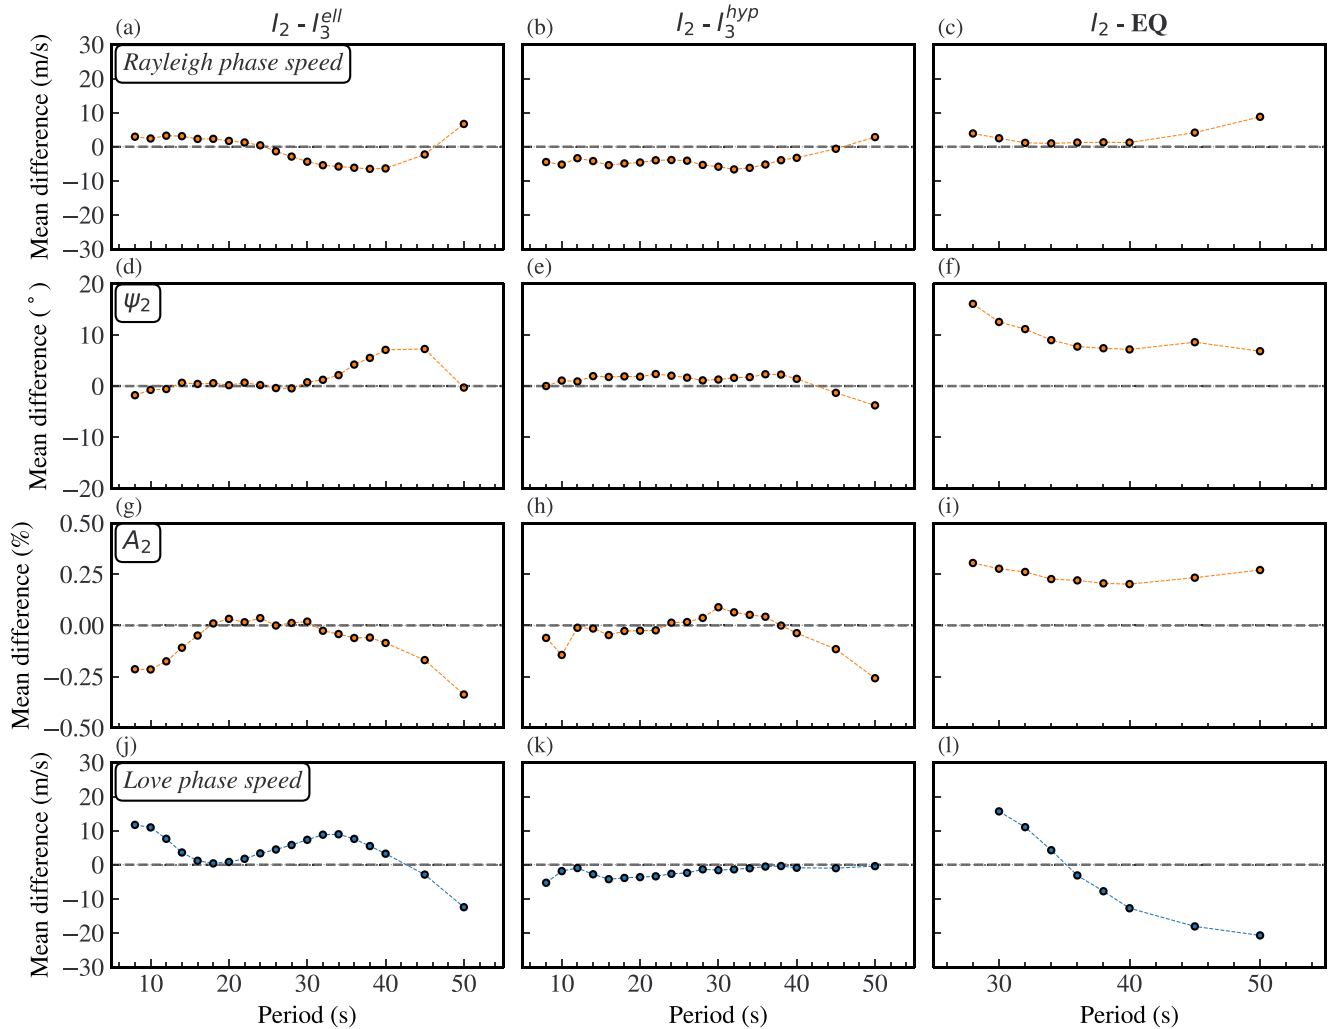 (a) I₂ - I₃ᵉˡˡ (b) I₂ - I₃ʰʸᵖ (c) I₂ - EQ
Mean difference (m/s)
30
20
10
0
−10
−20
−30
Rayleigh phase speed
(d) (e) (f)
Mean difference (°)
20
10
0
−10
−20
ψ₂
(g) (h) (i)
Mean difference (%)
0.50
0.25
0.00
−0.25
−0.50
A₂
(j) (k) (l)
Mean difference (m/s)
30
20
10
0
−10
−20
−30
Love phase speed
10 20 30 40 50 10 20 30 40 50 30 40 50
Period (s) Period (s) Period (s)